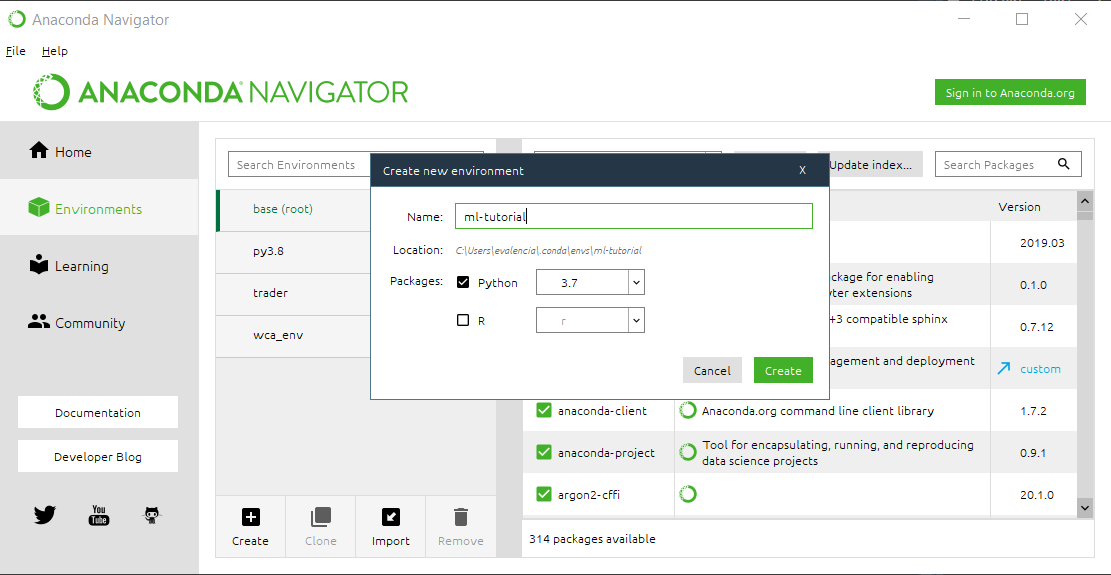 Anaconda Navigator
File Help
ANACONDA NAVIGATOR
Sign in to Anaconda.org
Home
Environments
Learning
Community
Documentation
Developer Blog
You
Tube
Search Environments
base (root)
py3.8
trader
wca_env
Create
Clone
Import
Remove
Create new environment
X
Name: ml-tutorial
Location: C:\Users\evalencia\.conda\envs\ml-tutorial
Packages: Python 3.7
R r
Cancel Create
Update index...
Search Packages
Version
2019.03
ckage for enabling
yter extensions
0.1.0
+3 compatible sphinx
0.7.12
agement and deployment
custom
anaconda-client Anaconda.org command line client library 1.7.2
anaconda-project Tool for encapsulating, running, and reproducing
data science projects
0.9.1
argon2-cffi 20.1.0
314 packages available